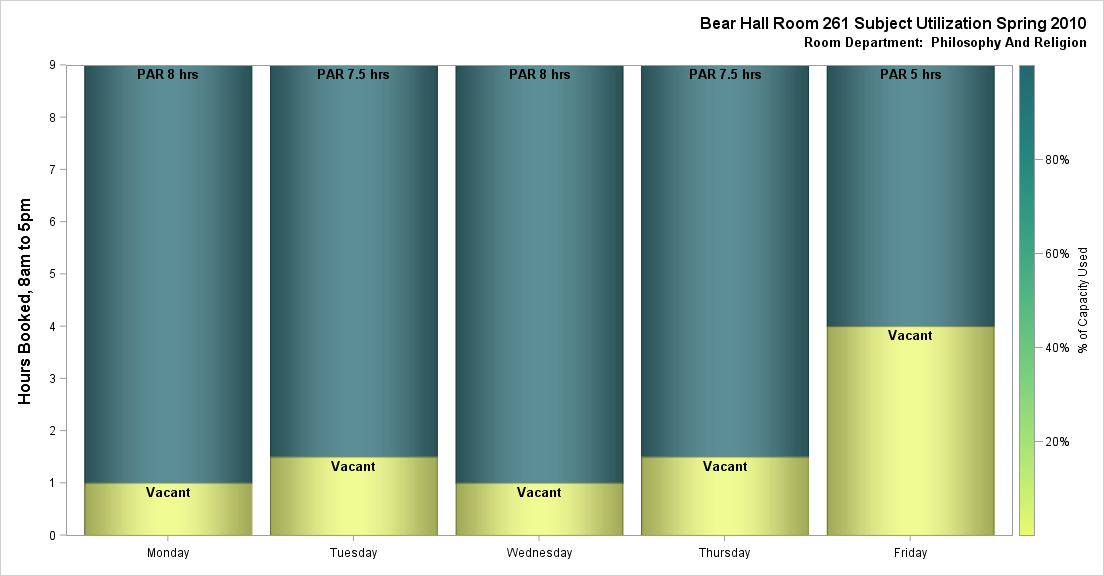 Bear Hall Room 261 Subject Utilization Spring 2010
Room Department: Philosophy And Religion
Hours Booked, 8am to 5pm
9
8
7
6
5
4
3
2
1
0
PAR 8 hrs
PAR 7.5 hrs
PAR 8 hrs
PAR 7.5 hrs
PAR 5 hrs
Vacant
Vacant
Vacant
Vacant
Vacant
Monday
Tuesday
Wednesday
Thursday
Friday
80%
60%
40%
20%
% of Capacity Used